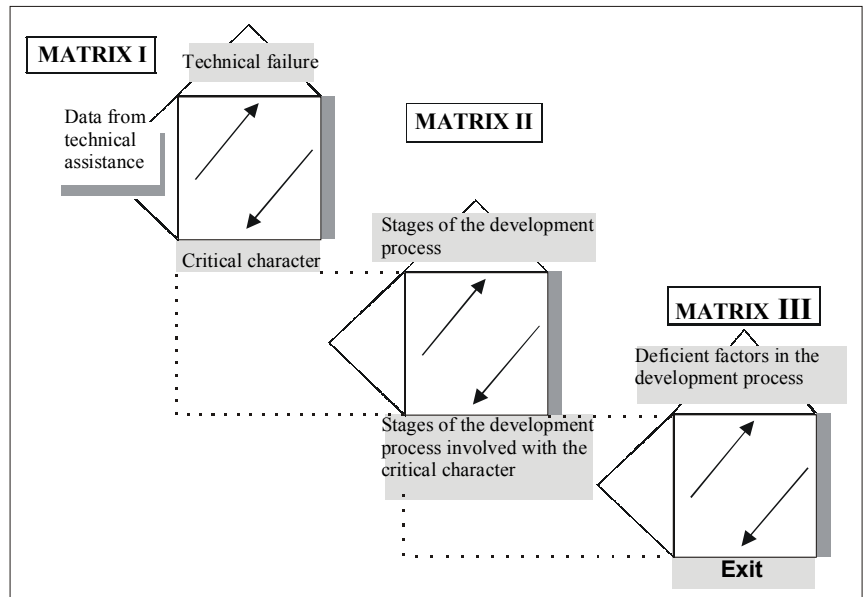 MATRIX I
Technical failure
Data from
technical
assistance
Critical character
MATRIX II
Stages of the development
process
Stages of the development
process involved with the
critical character
MATRIX III
Deficient factors in the
development process
Exit